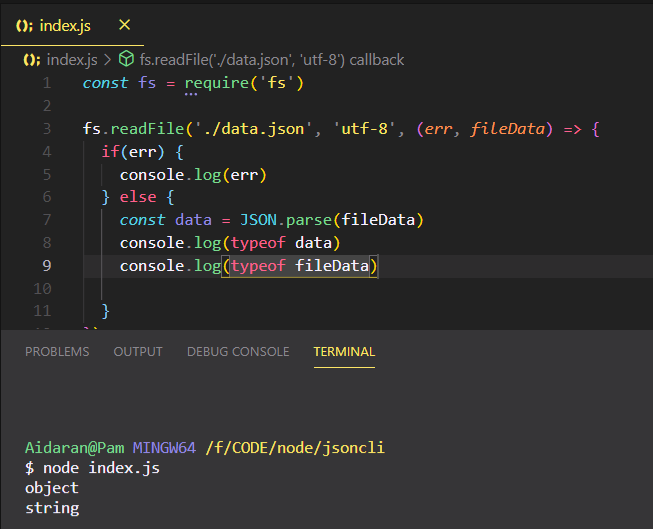 index.js
index.js > fs.readFile('./data.json', 'utf-8') callback
1 const fs = require('fs')
2
3 fs.readFile('./data.json', 'utf-8', (err, fileData) => {
4 if(err) {
5 console.log(err)
6 } else {
7 const data = JSON.parse(fileData)
8 console.log(typeof data)
9 console.log(typeof fileData)
10
11 }
PROBLEMS OUTPUT DEBUG CONSOLE TERMINAL
Aidaran@Pam MINGW64 /f/CODE/node/jsoncli
$ node index.js
object
string